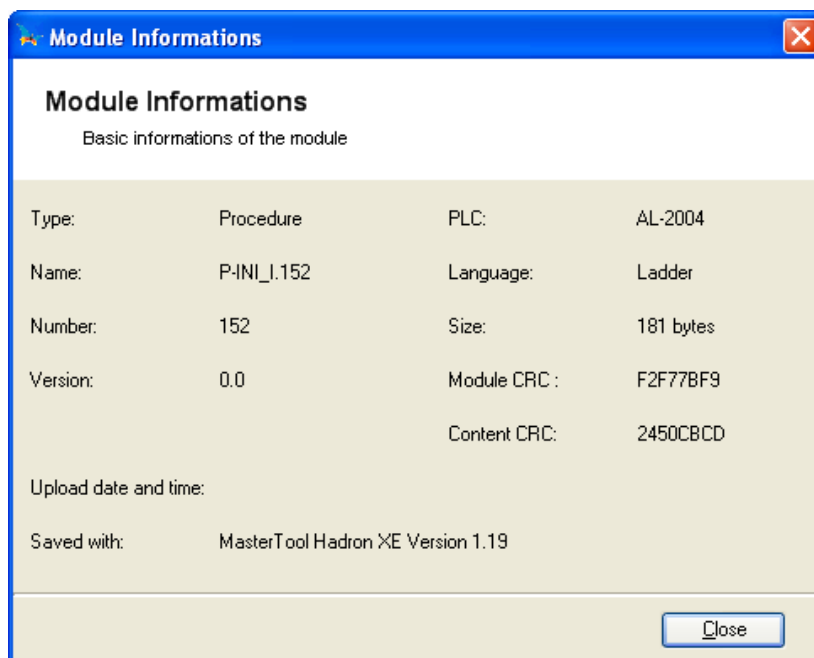 Module Informations
Module Informations
Basic informations of the module
Type: Procedure PLC: AL-2004
Name: P-INI_I.152 Language: Ladder
Number: 152 Size: 181 bytes
Version: 0.0 Module CRC : F2F77BF9
Content CRC: 2450CBCD
Upload date and time:
Saved with: MasterTool Hadron XE Version 1.19
Close